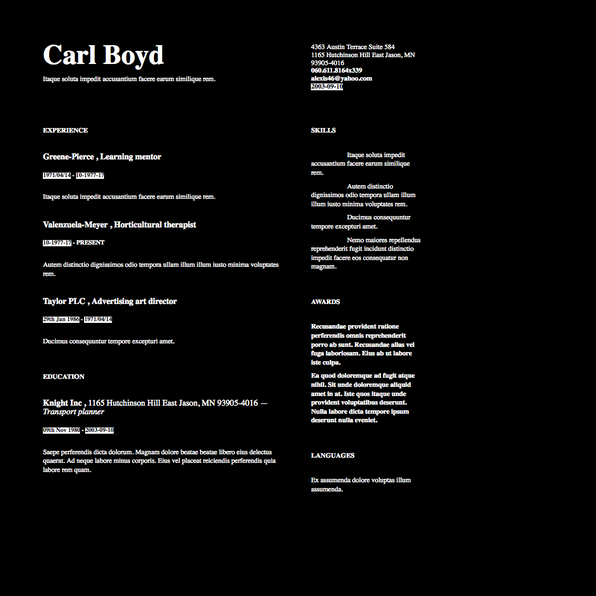 Carl Boyd
Itaque soluta impedit accusantium facere earum similique rem.
4363 Austin Terrace Suite 584
1165 Hutchinson Hill East Jason, MN
93905-4016
060.611.8164x339
alexis46@yahoo.com
2003-09-10
EXPERIENCE
Greene-Pierce , Learning mentor
1971/04/14 - 10-1977-17
Itaque soluta impedit accusantium facere earum similique rem.
Valenzuela-Meyer , Horticultural therapist
10-1977-17 - PRESENT
Autem distinctio dignissimos odio tempora ullam illum illum iusto minima voluptates
rem.
Taylor PLC , Advertising art director
29th Jan 1986 - 1971/04/14
Ducimus consequuntur tempore excepturi amet.
EDUCATION
Knight Inc , 1165 Hutchinson Hill East Jason, MN 93905-4016 —
Transport planner
09th Nov 1980 - 2003-09-10
Saepe perferendis dicta dolorum. Magnam dolore beatae beatae libero eius delectus
quaerat. Ad neque labore minus corporis. Eius vel placeat reiciendis perferendis quia
labore rem quam.
SKILLS
Itaque soluta impedit
accusantium facere earum similique
rem.
Autem distinctio
dignissimos odio tempora ullam illum
illum iusto minima voluptates rem.
Ducimus consequuntur
tempore excepturi amet.
Nemo maiores repellendus
reprehenderit fugit incidunt distinctio
impedit facere eos consequatur non
magnam.
AWARDS
Recusandae provident ratione
perferendis omnis reprehenderit
porro ab sunt. Recusandae alias vel
fuga laboriosam. Eius ab ut labore
iste culpa.
Ea quod doloremque ad fugit atque
nihil. Sit unde doloremque aliquid
amet in at. Iste quos itaque unde
provident voluptatibus deserunt.
Nulla labore dicta tempore ipsum
deserunt nulla eveniet.
LANGUAGES
Ex assumenda dolore voluptas illum
assumenda.